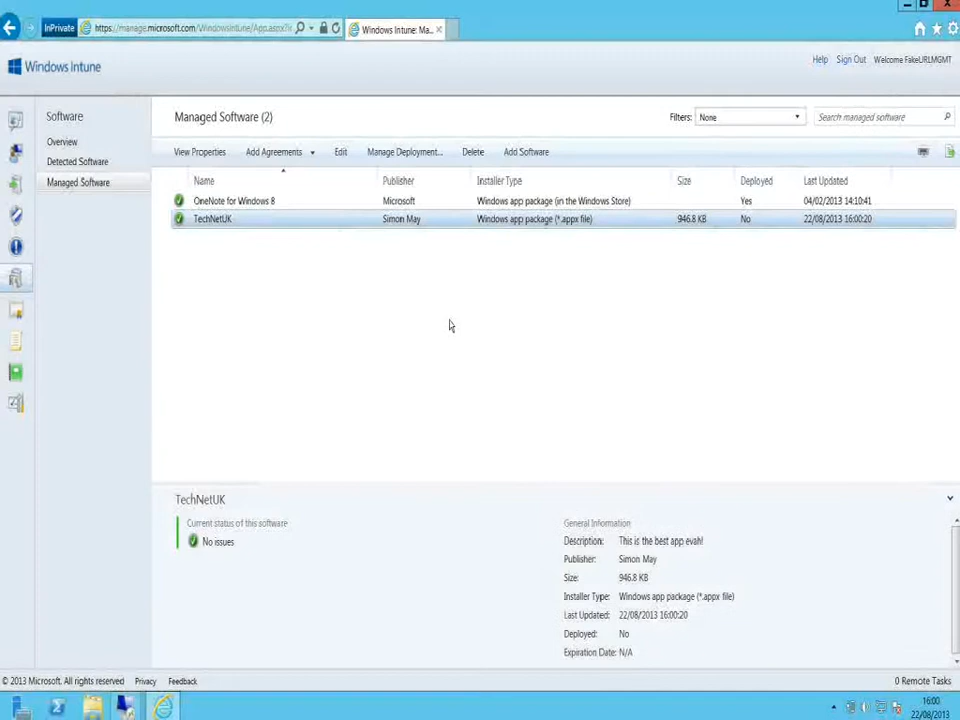 InPrivate
https://manage.microsoft.com/WindowsIntune/App.aspx?
Windows Intune: Ma...
Windows Intune
Help
Sign Out
Welcome FakeURLMGMT
Software
Overview
Detected Software
Managed Software
Managed Software (2)
Filters:
None
Search managed software
View Properties
Add Agreements
Edit
Manage Deployment...
Delete
Add Software
Name Publisher Installer Type Size Deployed Last Updated
OneNote for Windows 8 Microsoft Windows app package (in the Windows Store) Yes 04/02/2013 14:10:41
TechNetUK Simon May Windows app package (*.appx file) 946.8 KB No 22/08/2013 16:00:20
TechNetUK
Current status of this software
No issues
General Information
Description: This is the best app evah!
Publisher: Simon May
Size: 946.8 KB
Installer Type: Windows app package (*.appx file)
Last Updated: 22/08/2013 16:00:20
Deployed: No
Expiration Date: N/A
© 2013 Microsoft. All rights reserved
Privacy
Feedback
0 Remote Tasks
16:00
22/08/2013